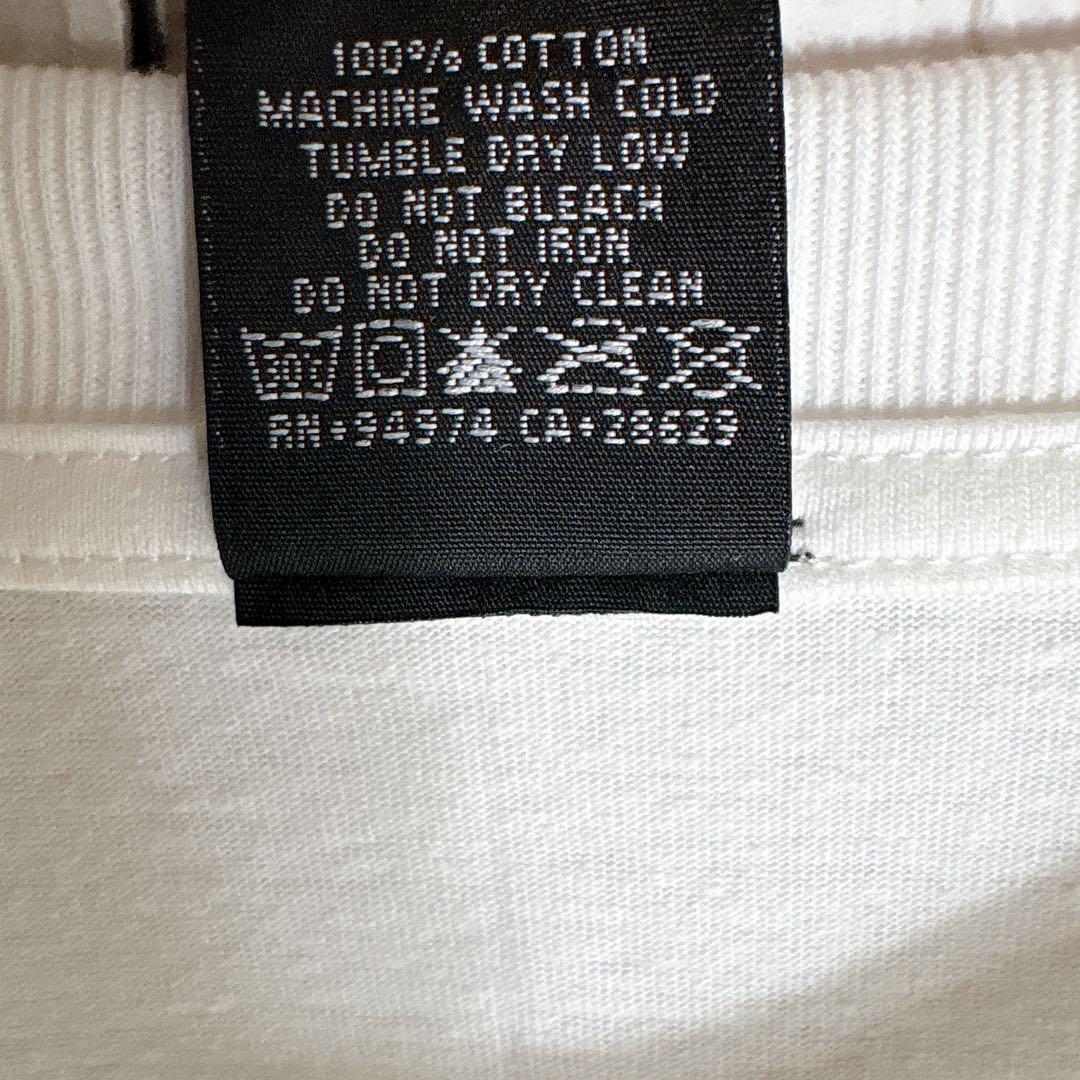 100% COTTON
MACHINE WASH COLD
TUMBLE DRY LOW
DO NOT BLEACH
DO NOT IRON
DO NOT DRY CLEAN
RN·94974 CA·28629